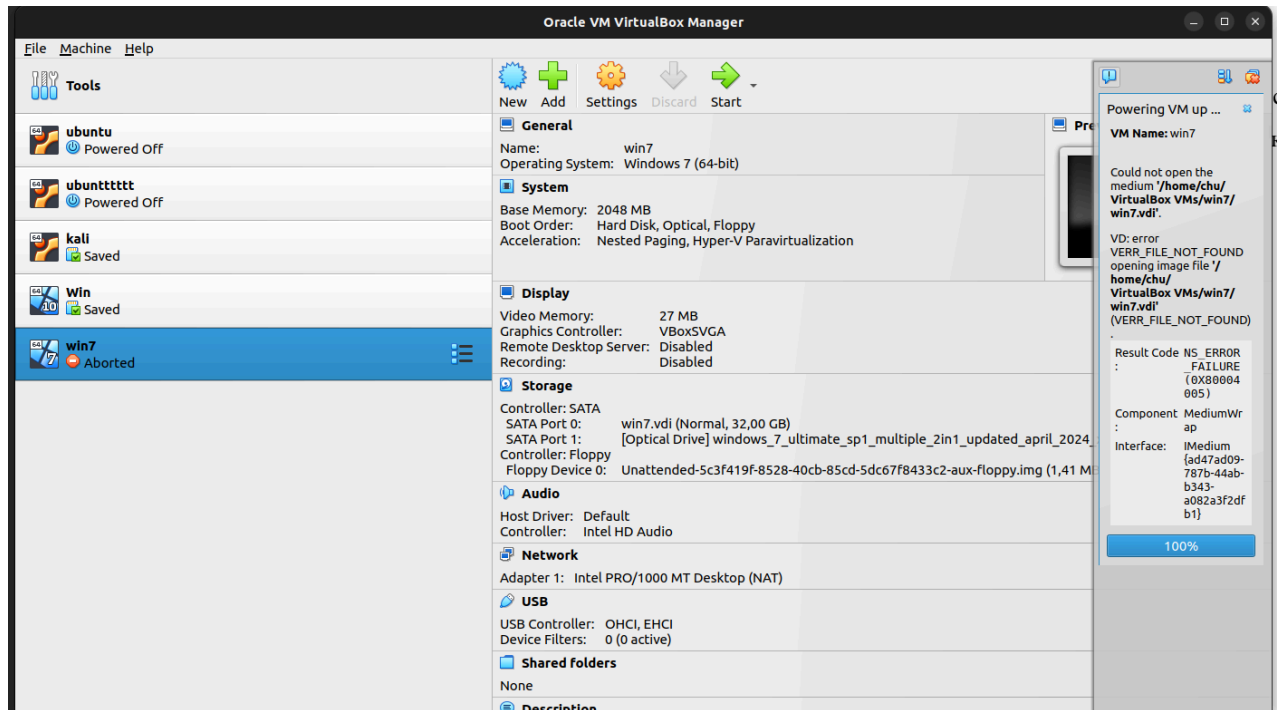 Oracle VM VirtualBox Manager
File Machine Help
Tools
ubuntu
Powered Off
ubuntttttt
Powered Off
kali
Saved
Win
Saved
win7
Aborted
New Add Settings Discard Start
General
Name: win7
Operating System: Windows 7 (64-bit)
System
Base Memory: 2048 MB
Boot Order: Hard Disk, Optical, Floppy
Acceleration: Nested Paging, Hyper-V Paravirtualization
Display
Video Memory: 27 MB
Graphics Controller: VBoxSVGA
Remote Desktop Server: Disabled
Recording: Disabled
Storage
Controller: SATA
SATA Port 0: win7.vdi (Normal, 32,00 GB)
SATA Port 1: [Optical Drive] windows_7_ultimate_sp1_multiple_2in1_updated_april_2024_
Controller: Floppy
Floppy Device 0: Unattended-5c3f419f-8528-40cb-85cd-5dc67f8433c2-aux-floppy.img (1,41 M
Audio
Host Driver: Default
Controller: Intel HD Audio
Network
Adapter 1: Intel PRO/1000 MT Desktop (NAT)
USB
USB Controller: OHCI, EHCI
Device Filters: 0 (0 active)
Shared folders
None
Description
Pre
Powering VM up ...
VM Name: win7
Could not open the
medium '/home/chu/
VirtualBox VMs/win7/
win7.vdi'.
VD: error
VERR_FILE_NOT_FOUND
opening image file '/
home/chu/
VirtualBox VMs/win7/
win7.vdi'
(VERR_FILE_NOT_FOUND)
.
Result Code NS_ERROR
: _FAILURE
(0X80004
005)
Component MediumWr
: ap
Interface: IMedium
{ad47ad09-
787b-44ab-
b343-
a082a3f2df
b1}
100%